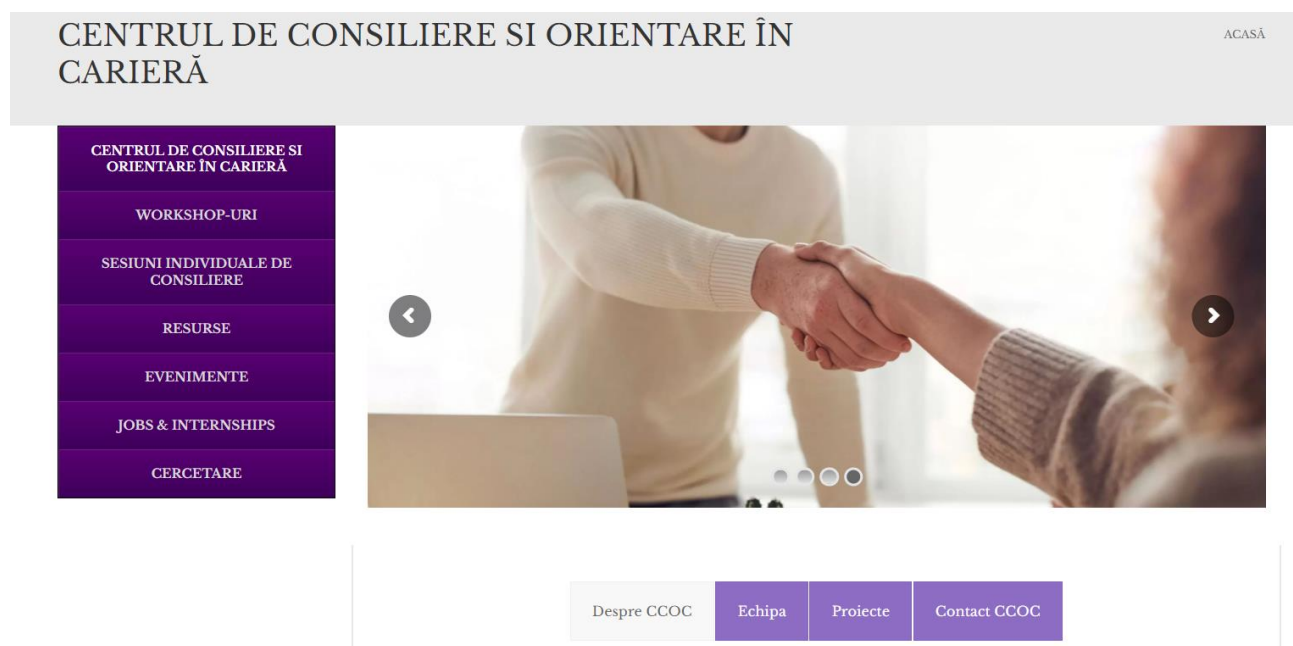 CENTRUL DE CONSILIERE SI ORIENTARE ÎN
CARIERĂ
ACASĂ
CENTRUL DE CONSILIERE SI
ORIENTARE ÎN CARIERĂ
WORKSHOP-URI
SESIUNI INDIVIDUALE DE
CONSILIERE
RESURSE
EVENIMENTE
JOBS & INTERNSHIPS
CERCETARE
Despre CCOC
Echipa
Proiecte
Contact CCOC